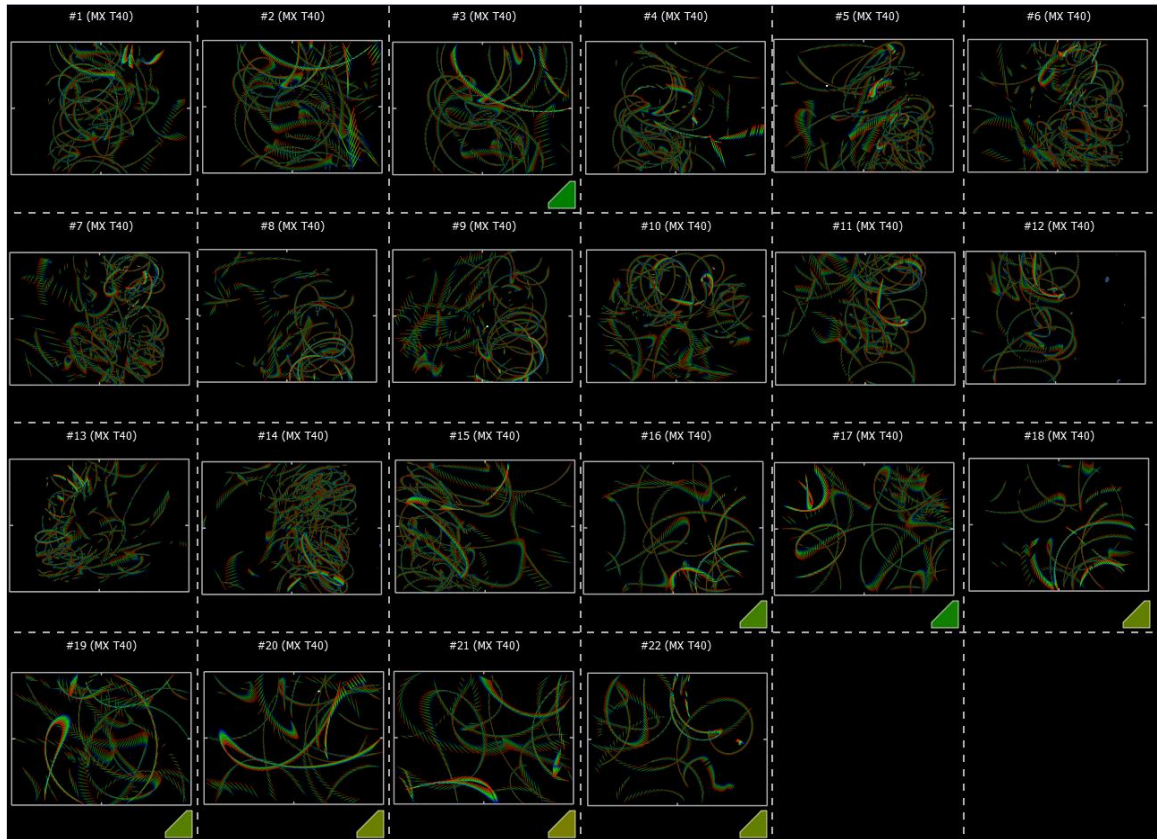 #1 (MX T40)
#2 (MX T40)
#3 (MX T40)
#4 (MX T40)
#5 (MX T40)
#6 (MX T40)
#7 (MX T40)
#8 (MX T40)
#9 (MX T40)
#10 (MX T40)
#11 (MX T40)
#12 (MX T40)
#13 (MX T40)
#14 (MX T40)
#15 (MX T40)
#16 (MX T40)
#17 (MX T40)
#18 (MX T40)
#19 (MX T40)
#20 (MX T40)
#21 (MX T40)
#22 (MX T40)